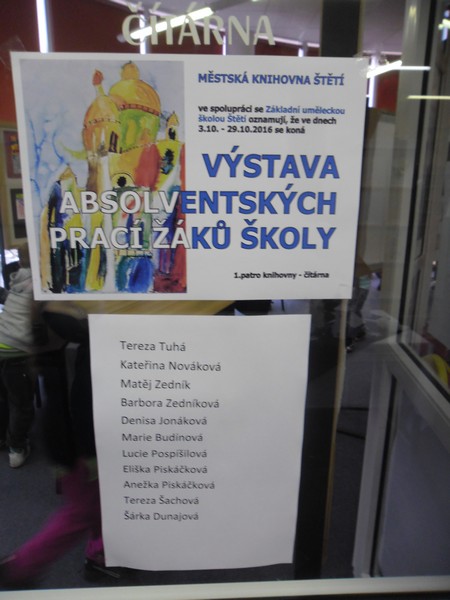 ČÍTÁRNA
MĚSTSKÁ KNIHOVNA ŠTĚTÍ
ve spolupráci se Základní uměleckou
školou Štětí oznamují, že ve dnech
3.10. - 29.10.2016 se koná
VÝSTAVA
ABSOLVENTSKÝCH
PRACÍ ŽÁKŮ ŠKOLY
1.patro knihovny - čítárna
Tereza Tuhá
Kateřina Nováková
Matěj Zedník
Barbora Zedníková
Denisa Jonáková
Marie Budinová
Lucie Pospíšilová
Eliška Piskáčková
Anežka Piskáčková
Tereza Šachová
Šárka Dunajová